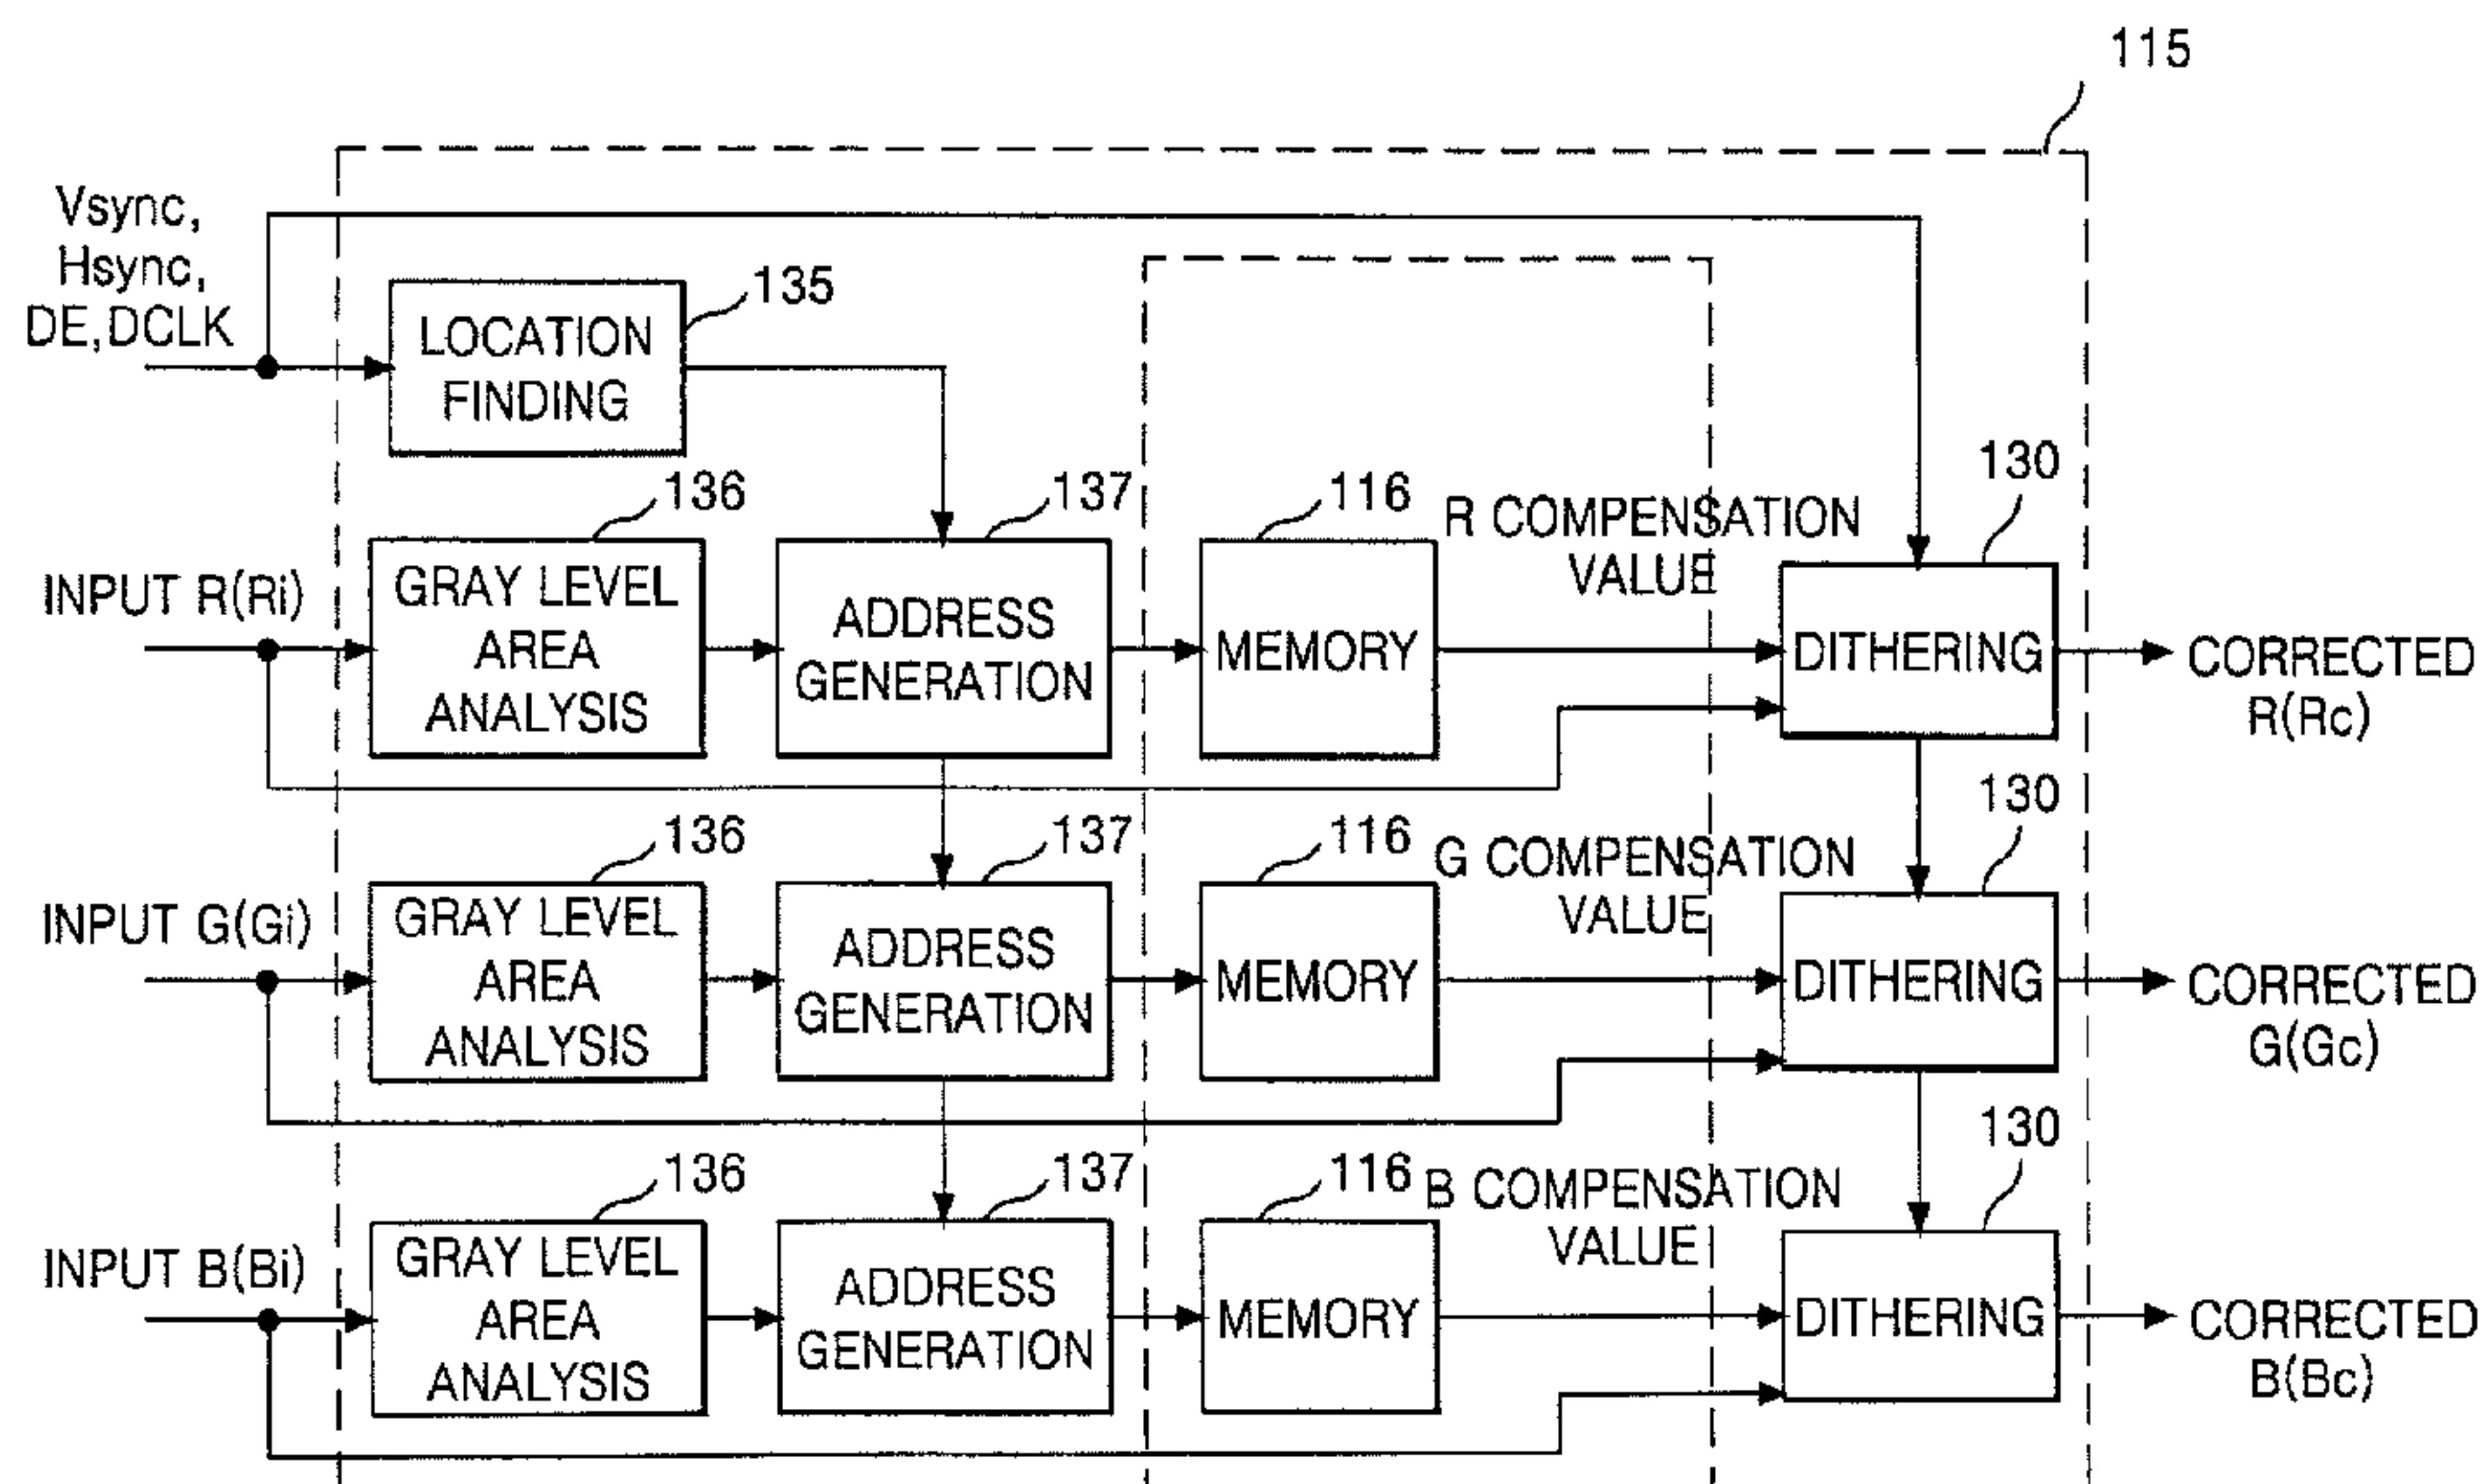 115
Vsync,
Hsync,
DE,DCLK
LOCATION
FINDING
135
136
137
116
R COMPENSATION
VALUE
130
INPUT R(Ri)
GRAY LEVEL
AREA
ANALYSIS
ADDRESS
GENERATION
MEMORY
DITHERING
CORRECTED
R(Rc)
136
137
116
G COMPENSATION
VALUE
130
INPUT G(Gi)
GRAY LEVEL
AREA
ANALYSIS
ADDRESS
GENERATION
MEMORY
DITHERING
CORRECTED
G(Gc)
136
137
116
B COMPENSATION
VALUE
130
INPUT B(Bi)
GRAY LEVEL
AREA
ANALYSIS
ADDRESS
GENERATION
MEMORY
DITHERING
CORRECTED
B(Bc)